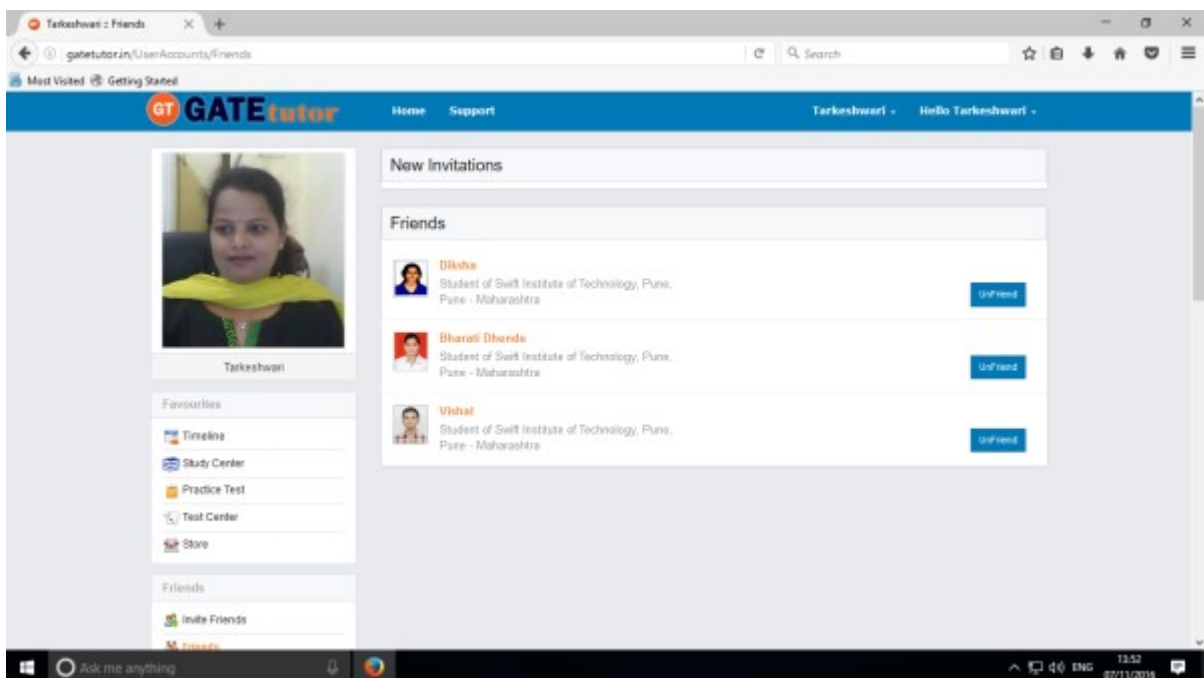 Tarkeshwari :: Friends
gatetutor.in/UserAccounts/Friends
Search
Most Visited Getting Started
GT GATEtutor Home Support Tarkeshwari Hello Tarkeshwari
New Invitations
Friends
Diksha
Student of Swift Institute of Technology, Pune,
Pune - Maharashtra
UnFriend
Bharati Dhende
Student of Swift Institute of Technology, Pune,
Pune - Maharashtra
UnFriend
Vishal
Student of Swift Institute of Technology, Pune,
Pune - Maharashtra
UnFriend
Tarkeshwari
Favourites
Timeline
Study Center
Practice Test
Test Center
Store
Friends
Invite Friends
Friends
Ask me anything
ENG
13:52
07/11/2016